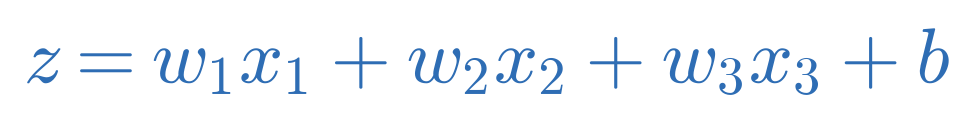 z = w₁x₁ + w₂x₂ + w₃x₃ + b